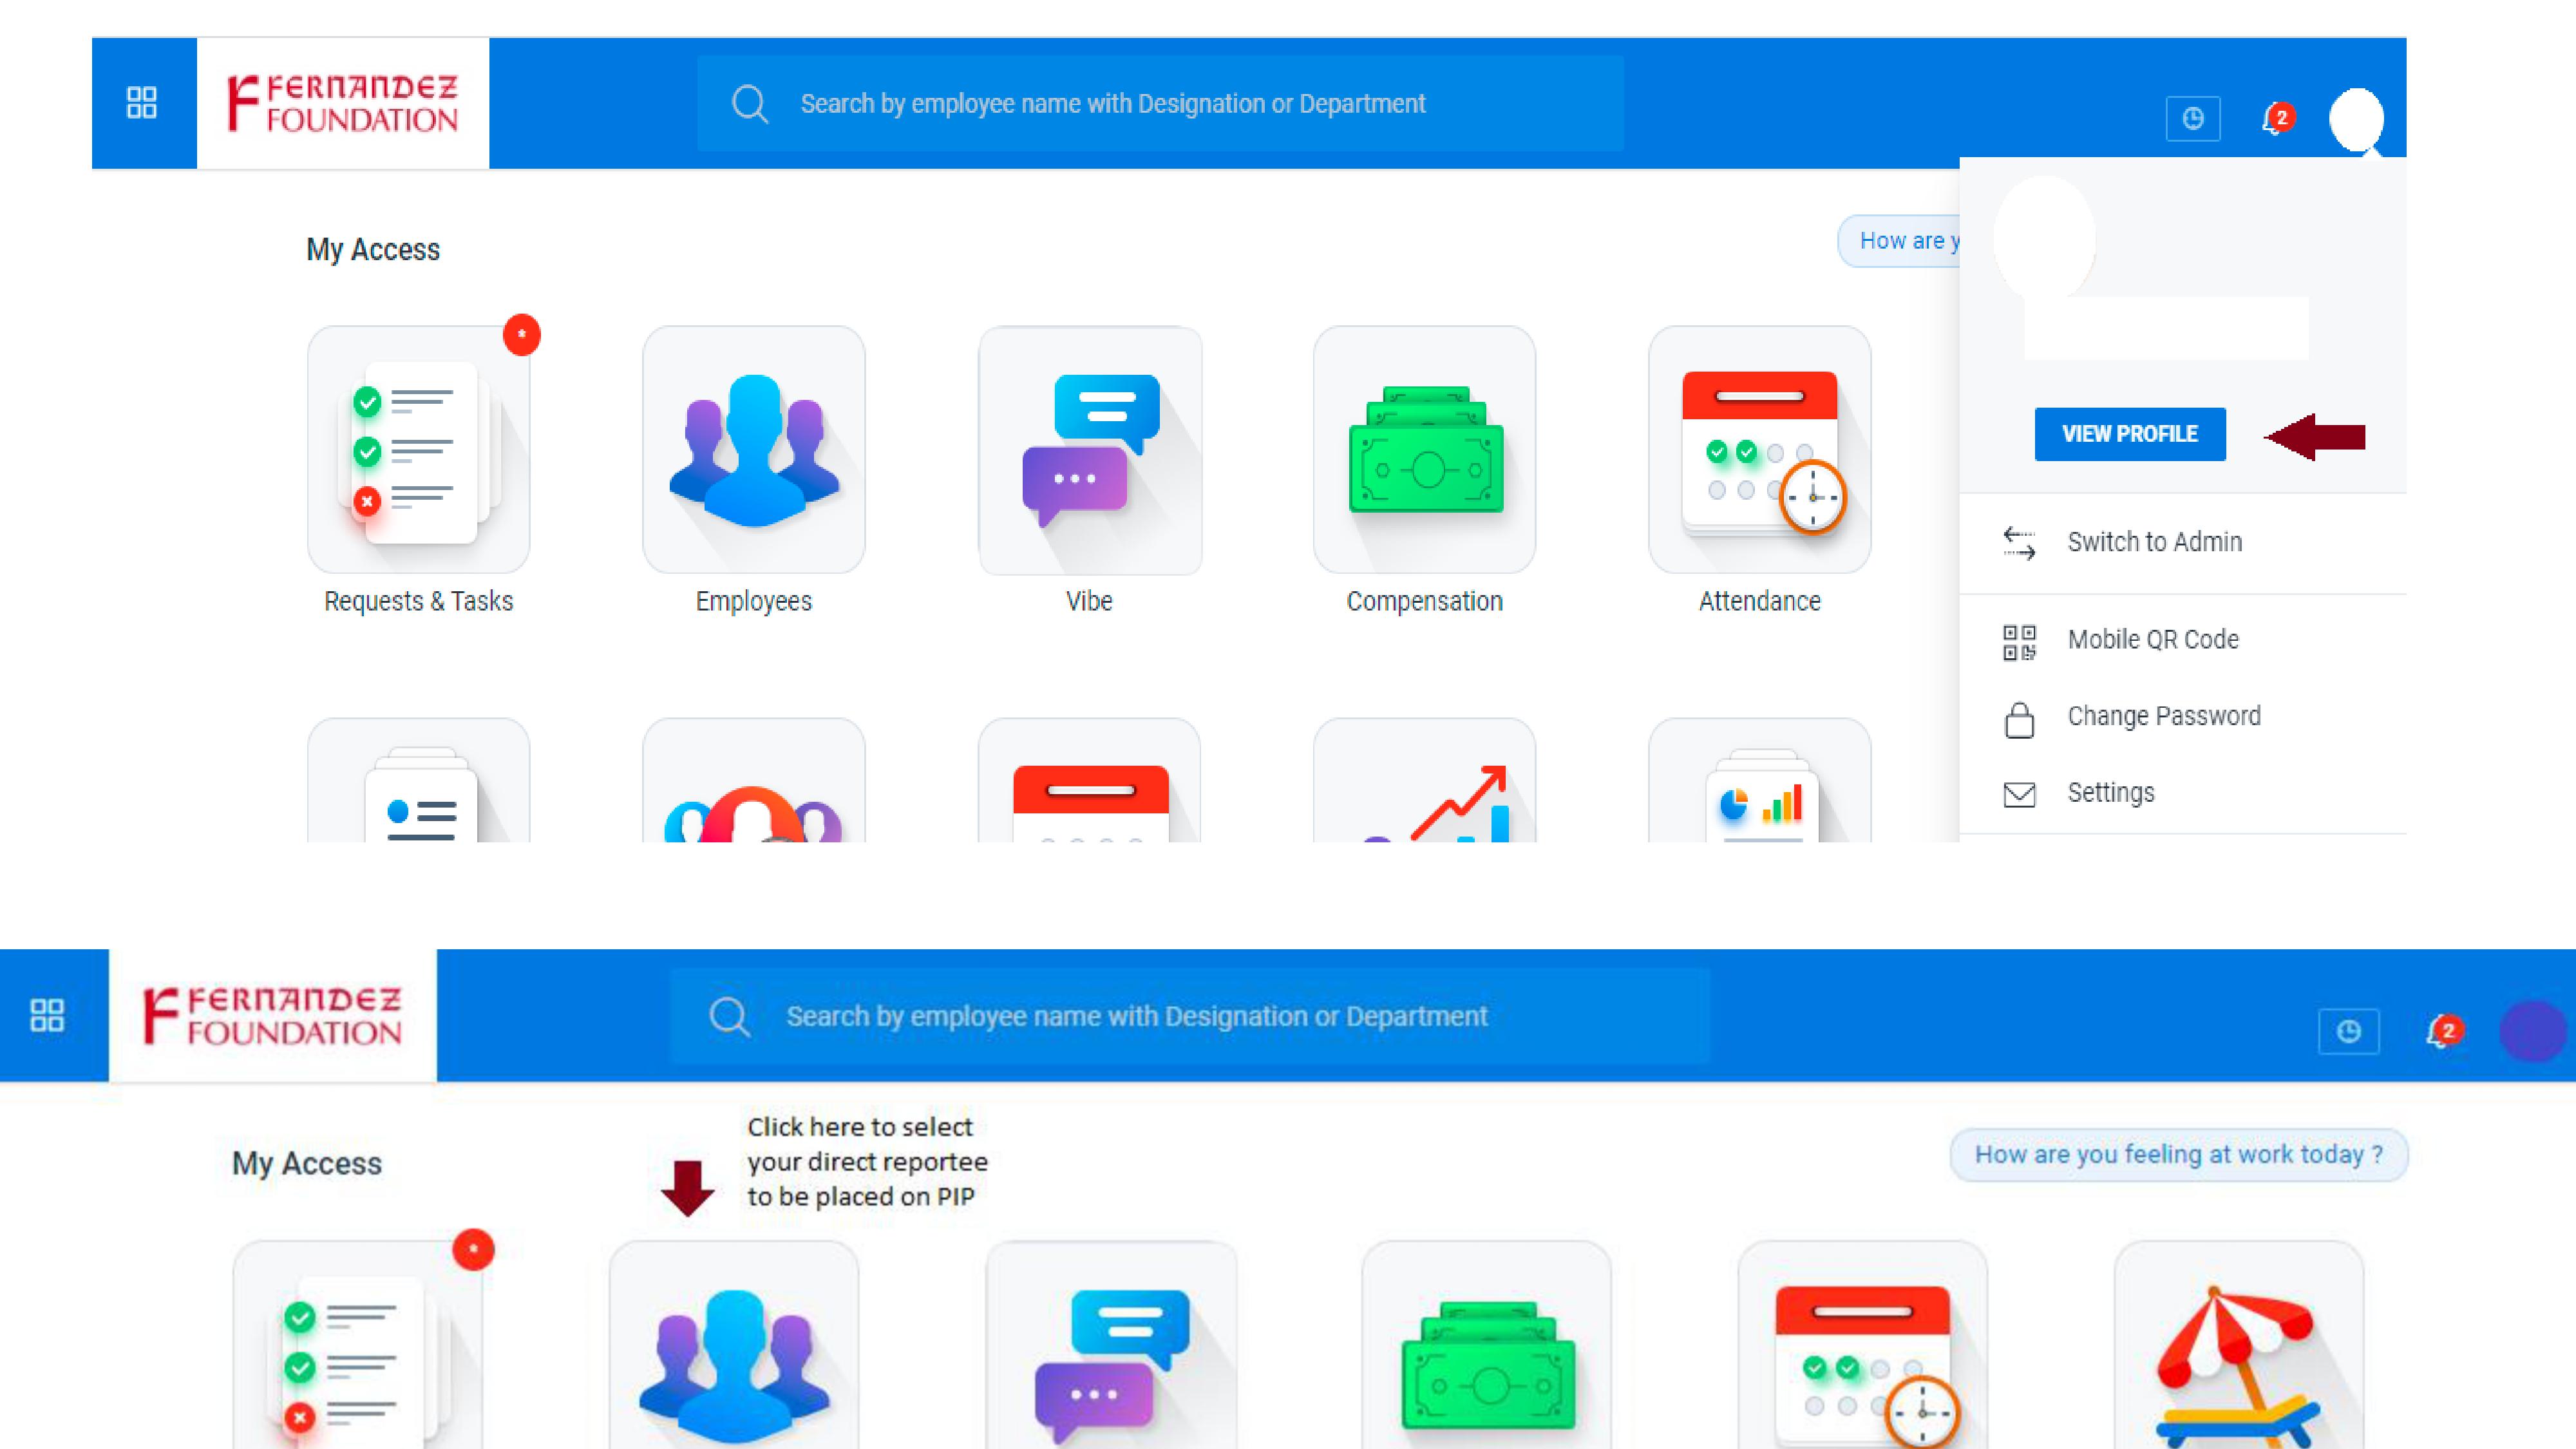 FERNANDEZ
FOUNDATION
Search by employee name with Designation or Department
2
My Access
How are y
VIEW PROFILE
Switch to Admin
Requests & Tasks
Employees
Vibe
Compensation
Attendance
Mobile QR Code
Change Password
Settings
FERNANDEZ
FOUNDATION
Search by employee name with Designation or Department
2
My Access
Click here to select
your direct reportee
to be placed on PIP
How are you feeling at work today ?